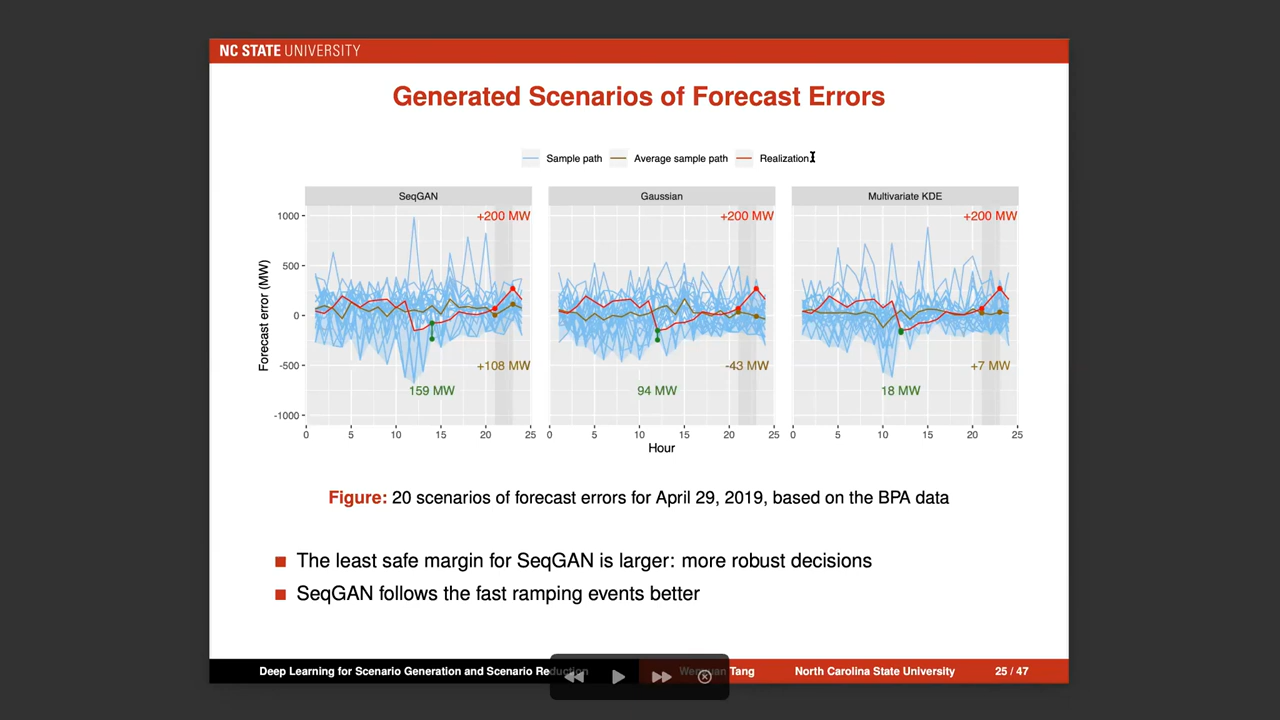 NC STATE UNIVERSITY
Generated Scenarios of Forecast Errors
Sample path Average sample path Realization
SeqGAN Gaussian Multivariate KDE
+200 MW +200 MW +200 MW
1000
500
0
-500
-1000
Forecast error (MW)
+108 MW -43 MW +7 MW
159 MW 94 MW 18 MW
0 5 10 15 20 25 0 5 10 15 20 25 0 5 10 15 20 25
Hour
Figure: 20 scenarios of forecast errors for April 29, 2019, based on the BPA data
The least safe margin for SeqGAN is larger: more robust decisions
SeqGAN follows the fast ramping events better
Deep Learning for Scenario Generation and Scenario Reduction Tang North Carolina State University 25 / 47